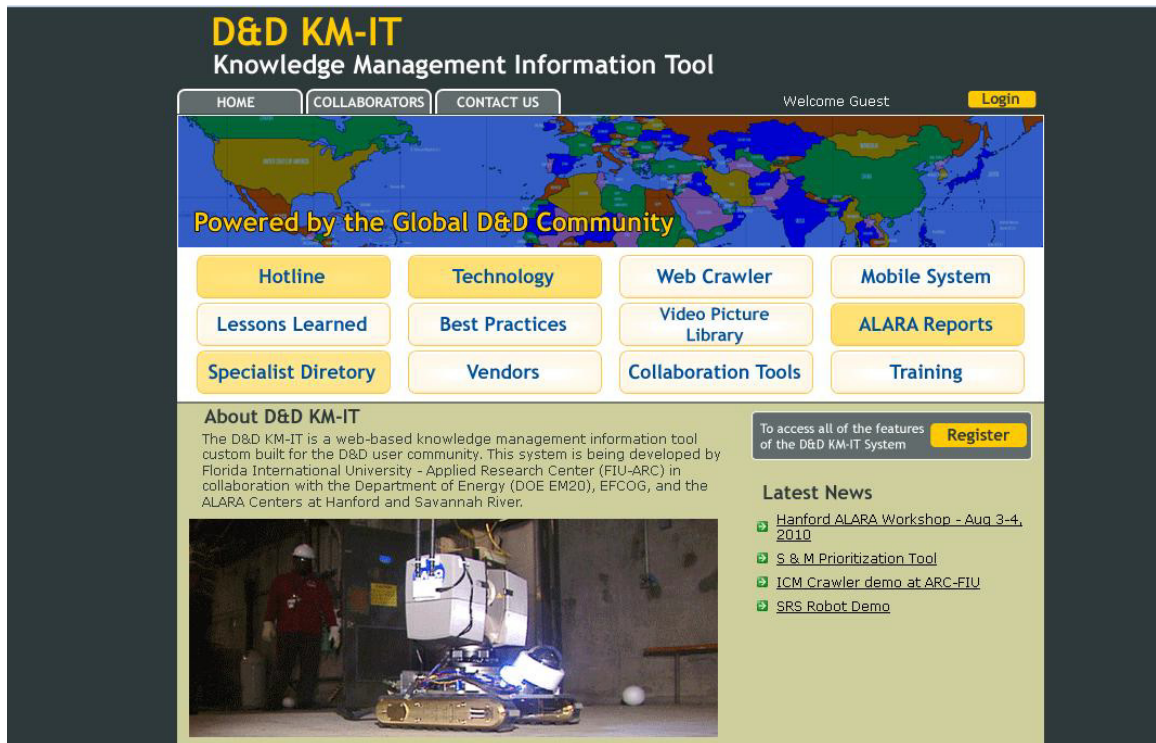 D&D KM-IT
Knowledge Management Information Tool
HOME
COLLABORATORS
CONTACT US
Welcome Guest
Login
Powered by the Global D&D Community
Hotline
Technology
Web Crawler
Mobile System
Lessons Learned
Best Practices
Video Picture
Library
ALARA Reports
Specialist Diretory
Vendors
Collaboration Tools
Training
About D&D KM-IT
The D&D KM-IT is a web-based knowledge management information tool
custom built for the D&D user community. This system is being developed by
Florida International University - Applied Research Center (FIU-ARC) in
collaboration with the Department of Energy (DOE EM20), EFCOG, and the
ALARA Centers at Hanford and Savannah River.
To access all of the features
of the D&D KM-IT System
Register
Latest News
Hanford ALARA Workshop - Aug 3-4,
2010
S & M Prioritization Tool
ICM Crawler demo at ARC-FIU
SRS Robot Demo